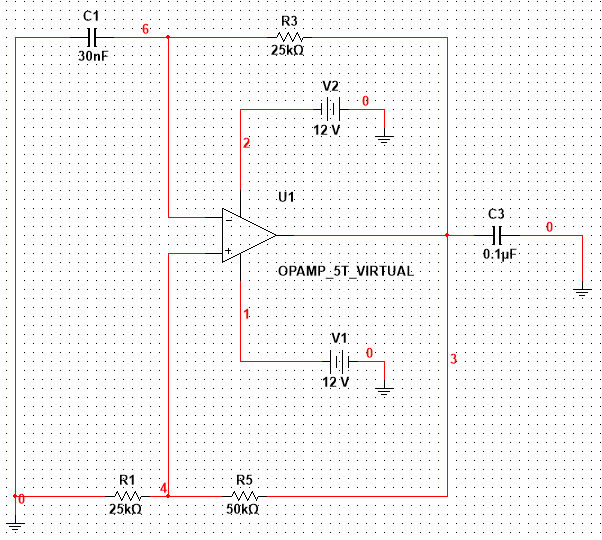 C1
30nF
6
R3
25kΩ
V2
12 V
0
2
U1
−
+
OPAMP_5T_VIRTUAL
C3
0.1µF
0
1
V1
12 V
0
3
R1
25kΩ
4
R5
50kΩ
0